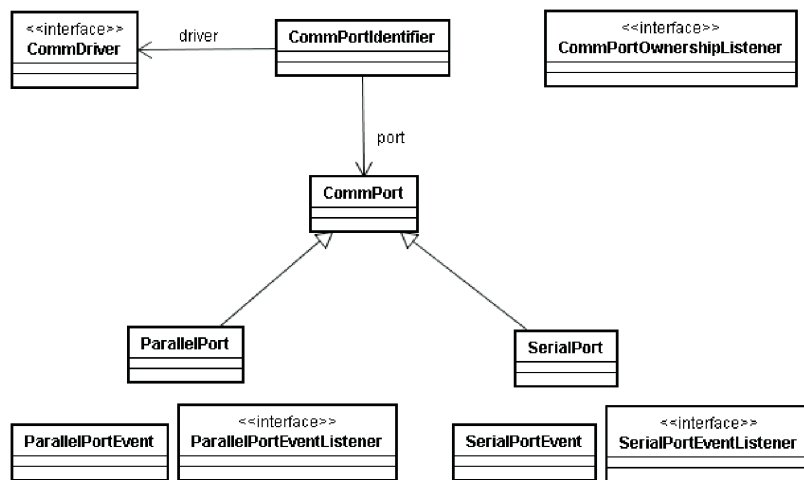 <<interface>>
CommDriver
driver
CommPortIdentifier
<<interface>>
CommPortOwnershipListener
port
CommPort
ParallelPort
SerialPort
ParallelPortEvent
<<interface>>
ParallelPortEventListener
SerialPortEvent
<<interface>>
SerialPortEventListener